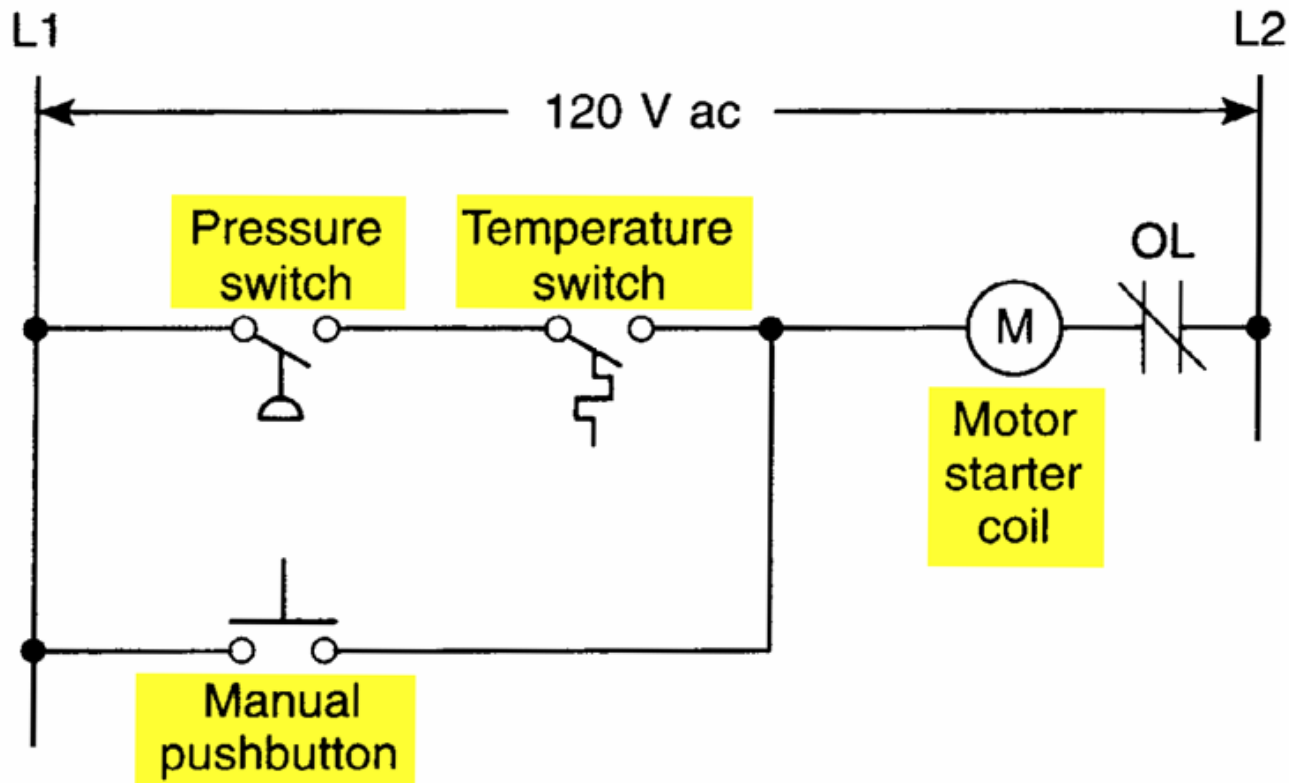 L1
L2
120 V ac
Pressure
switch
Temperature
switch
OL
M
Motor
starter
coil
Manual
pushbutton